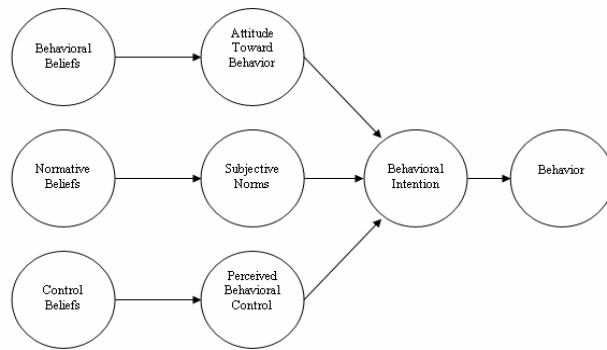 Behavioral
Beliefs
Attitude
Toward
Behavior
Normative
Beliefs
Subjective
Norms
Behavioral
Intention
Behavior
Control
Beliefs
Perceived
Behavioral
Control